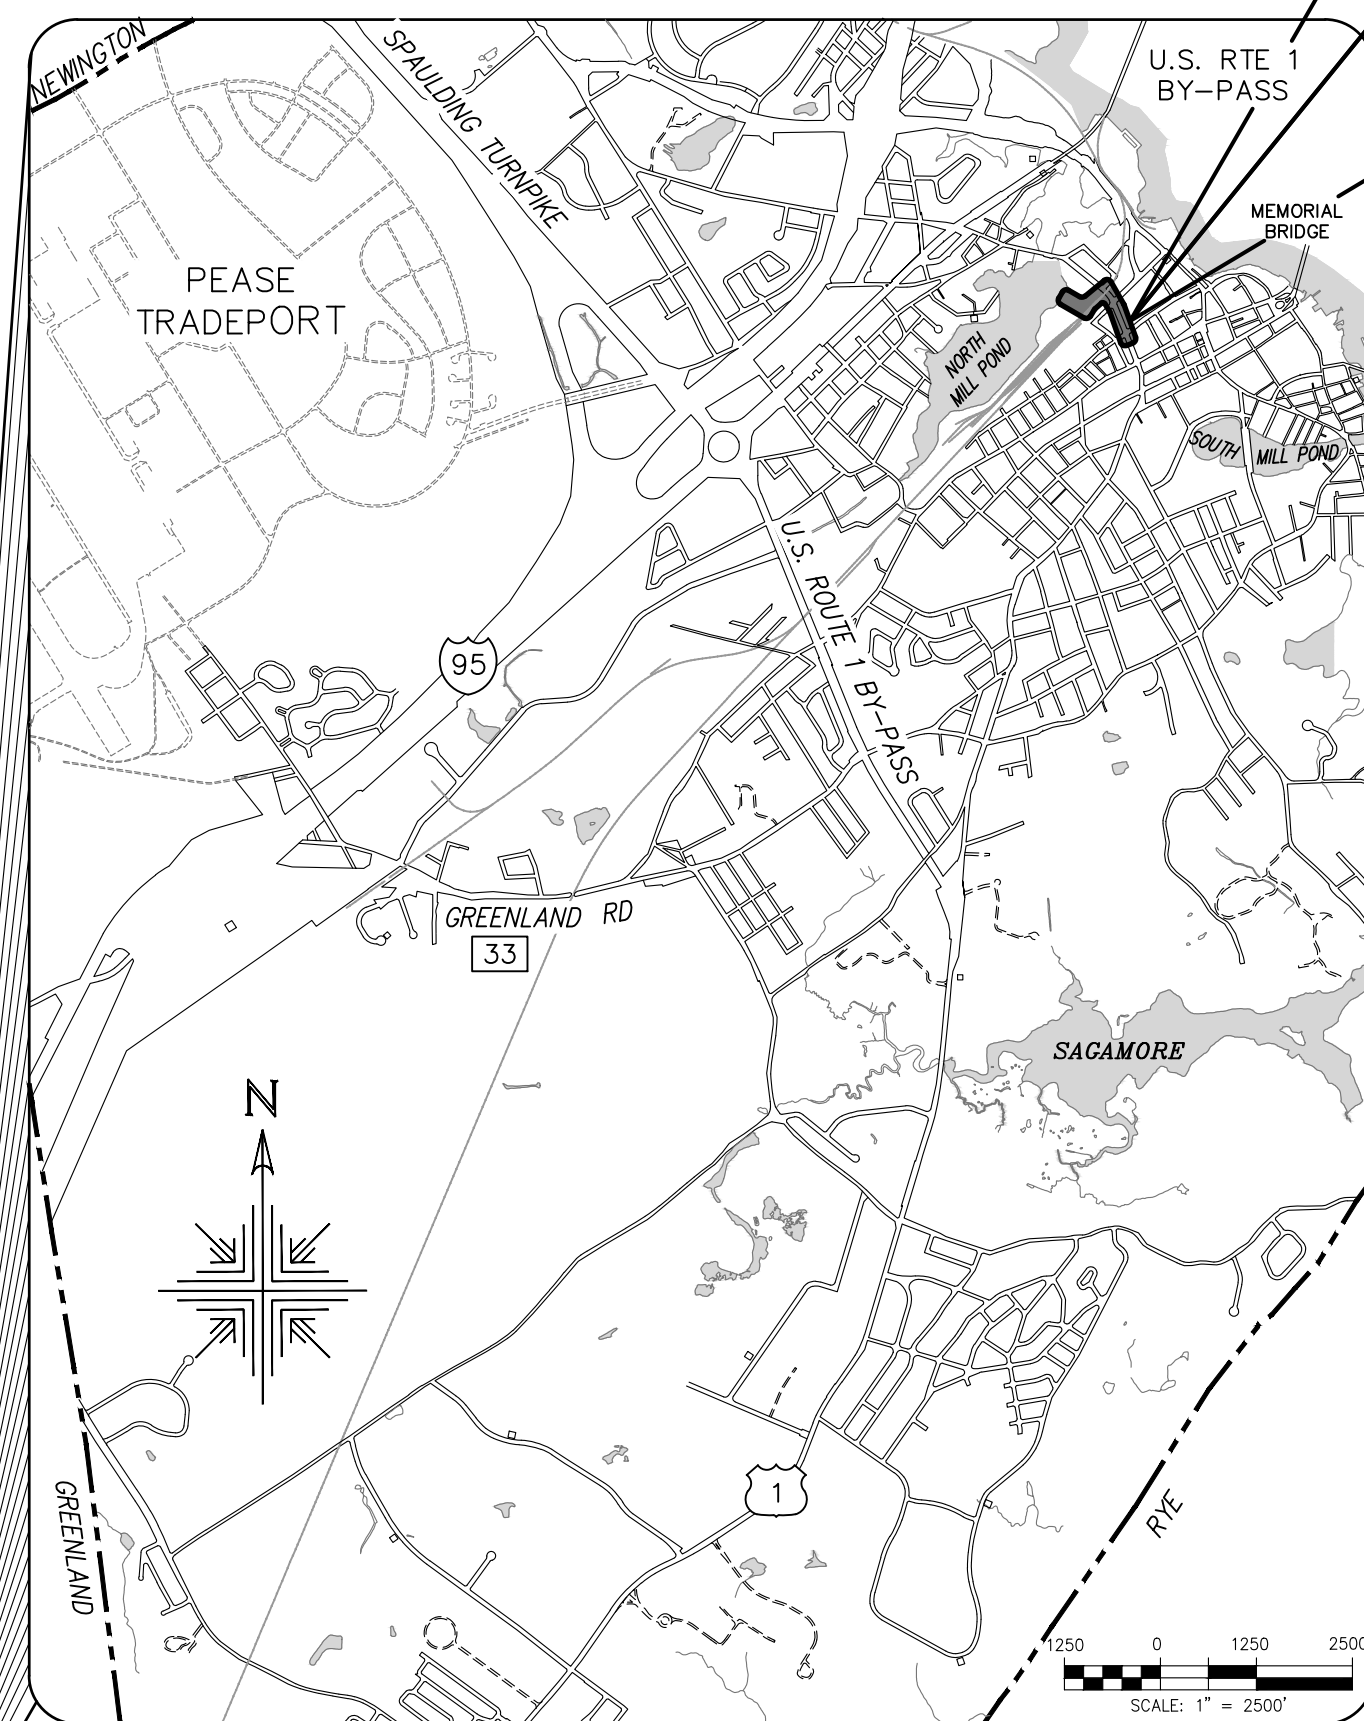 NEWINGTON
SPAULDING TURNPIKE
U.S. RTE 1
BY-PASS
MEMORIAL
BRIDGE
PEASE
TRADEPORT
NORTH
MILL POND
SOUTH
MILL POND
U.S. ROUTE 1 BY-PASS
95
GREENLAND RD
33
SAGAMORE
N
1
GREENLAND
RYE
1250 0 1250 2500
SCALE: 1" = 2500'